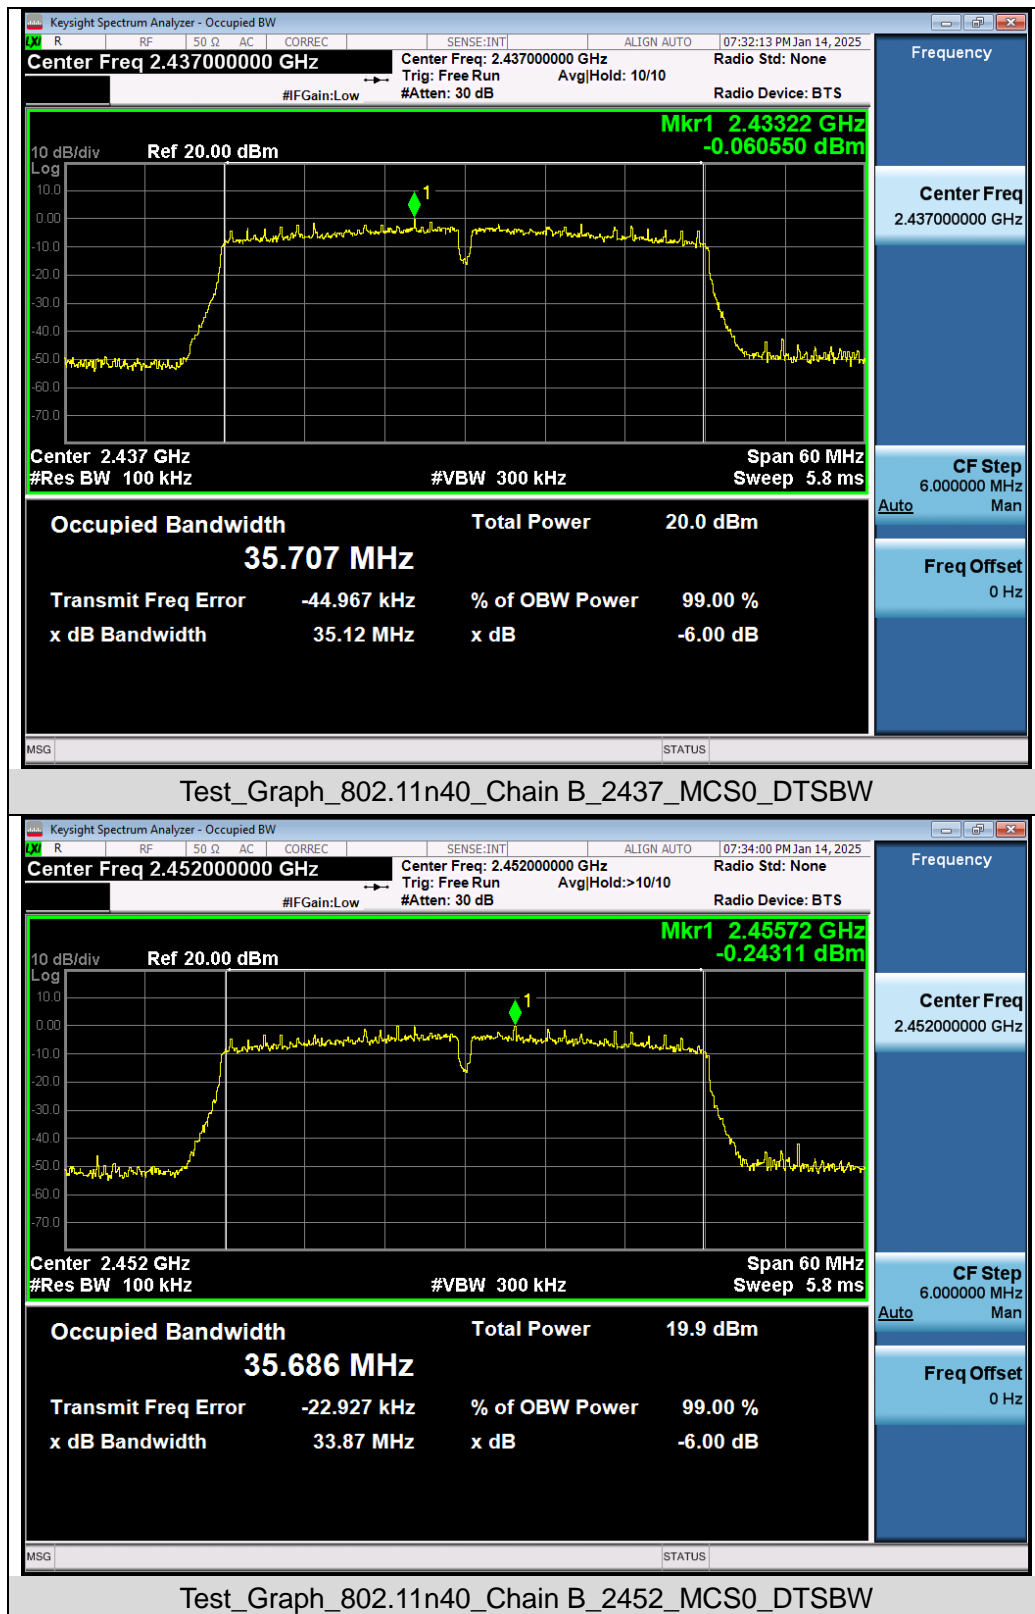 Keysight Spectrum Analyzer - Occupied BW
LXI R RF 50 Ω AC CORREC SENSE:INT ALIGN AUTO 07:32:13 PM Jan 14, 2025
Center Freq 2.437000000 GHz
Center Freq: 2.437000000 GHz
Radio Std: None
Trig: Free Run Avg|Hold: 10/10
#IFGain:Low #Atten: 30 dB Radio Device: BTS
Frequency
Mkr1 2.43322 GHz
-0.060550 dBm
10 dB/div Ref 20.00 dBm
Log
10.0
0.00
-10.0
-20.0
-30.0
-40.0
-50.0
-60.0
-70.0
1
Center 2.437 GHz Span 60 MHz
#Res BW 100 kHz #VBW 300 kHz Sweep 5.8 ms
Center Freq
2.437000000 GHz
CF Step
6.000000 MHz
Auto Man
Freq Offset
0 Hz
Occupied Bandwidth Total Power 20.0 dBm
35.707 MHz
Transmit Freq Error -44.967 kHz % of OBW Power 99.00 %
x dB Bandwidth 35.12 MHz x dB -6.00 dB
MSG STATUS
Test_Graph_802.11n40_Chain B_2437_MCS0_DTSBW
Keysight Spectrum Analyzer - Occupied BW
LXI R RF 50 Ω AC CORREC SENSE:INT ALIGN AUTO 07:34:00 PM Jan 14, 2025
Center Freq 2.452000000 GHz
Center Freq: 2.452000000 GHz
Radio Std: None
Trig: Free Run Avg|Hold:>10/10
#IFGain:Low #Atten: 30 dB Radio Device: BTS
Frequency
Mkr1 2.45572 GHz
-0.24311 dBm
10 dB/div Ref 20.00 dBm
Log
10.0
0.00
-10.0
-20.0
-30.0
-40.0
-50.0
-60.0
-70.0
1
Center 2.452 GHz Span 60 MHz
#Res BW 100 kHz #VBW 300 kHz Sweep 5.8 ms
Center Freq
2.452000000 GHz
CF Step
6.000000 MHz
Auto Man
Freq Offset
0 Hz
Occupied Bandwidth Total Power 19.9 dBm
35.686 MHz
Transmit Freq Error -22.927 kHz % of OBW Power 99.00 %
x dB Bandwidth 33.87 MHz x dB -6.00 dB
MSG STATUS
Test_Graph_802.11n40_Chain B_2452_MCS0_DTSBW